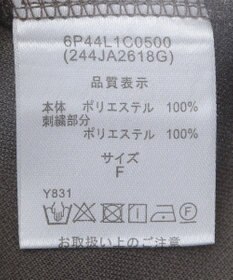 6P44L1C0500
(244JA2618G)
品質表示
本体 ポリエステル 100%
刺繍部分
ポリエステル 100%
サイズ
F
Y831
お取扱い上のご注意